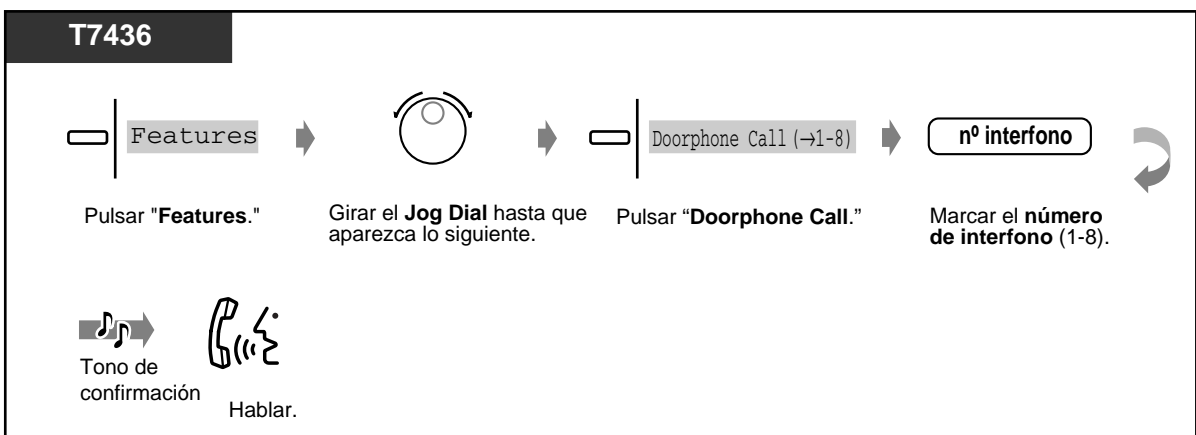 T7436
Features
Doorphone Call (→1-8)
nº interfono
Pulsar "Features."
Girar el Jog Dial hasta que
aparezca lo siguiente.
Pulsar “Doorphone Call.”
Marcar el número
de interfono (1-8).
Tono de
confirmación
Hablar.